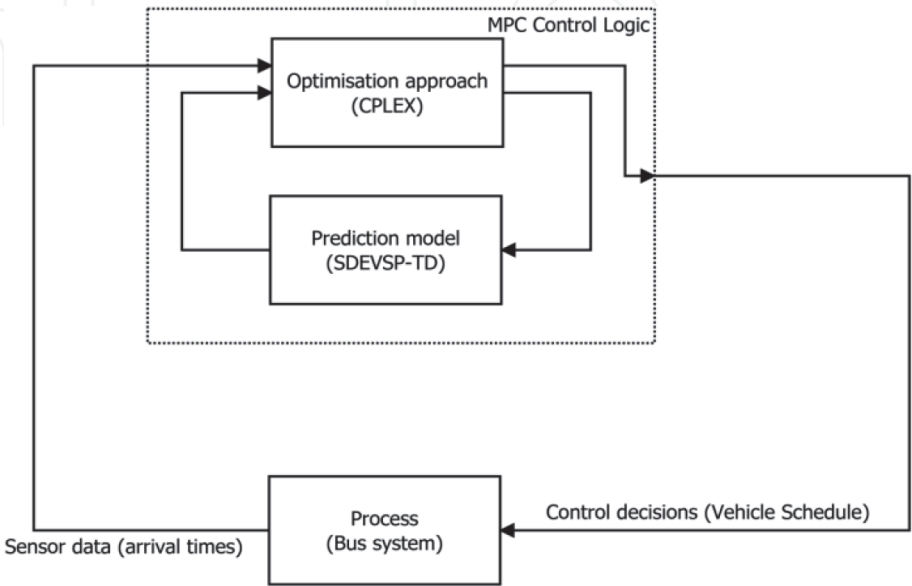 MPC Control Logic
Optimisation approach
(CPLEX)
Prediction model
(SDEVSP-TD)
Process
(Bus system)
Control decisions (Vehicle Schedule)
Sensor data (arrival times)